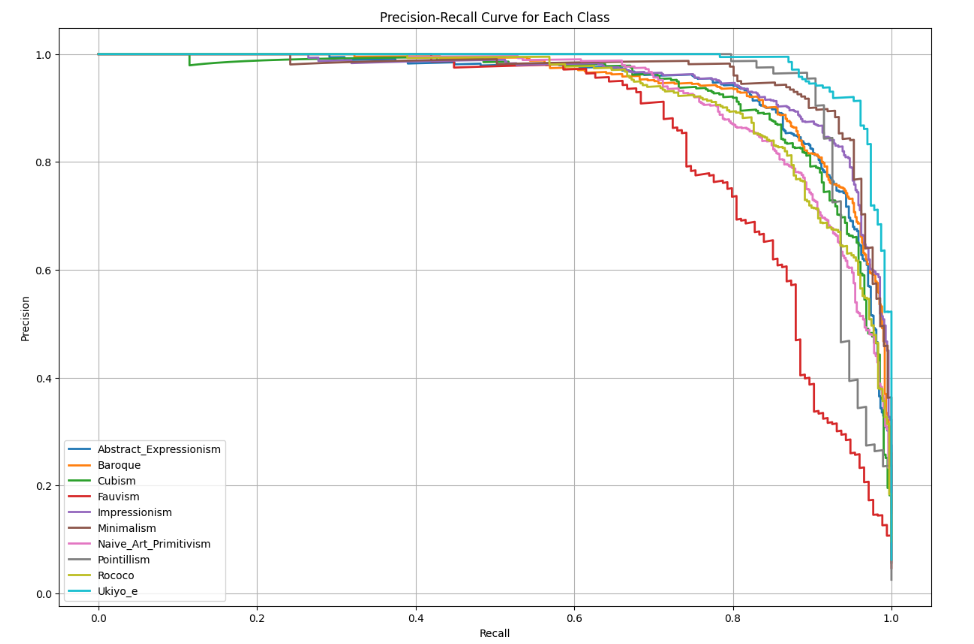 Precision-Recall Curve for Each Class
Precision
1.0
0.8
0.6
0.4
0.2
0.0
Abstract_Expressionism
Baroque
Cubism
Fauvism
Impressionism
Minimalism
Naive_Art_Primitivism
Pointillism
Rococo
Ukiyo_e
0.0 0.2 0.4 0.6 0.8 1.0
Recall